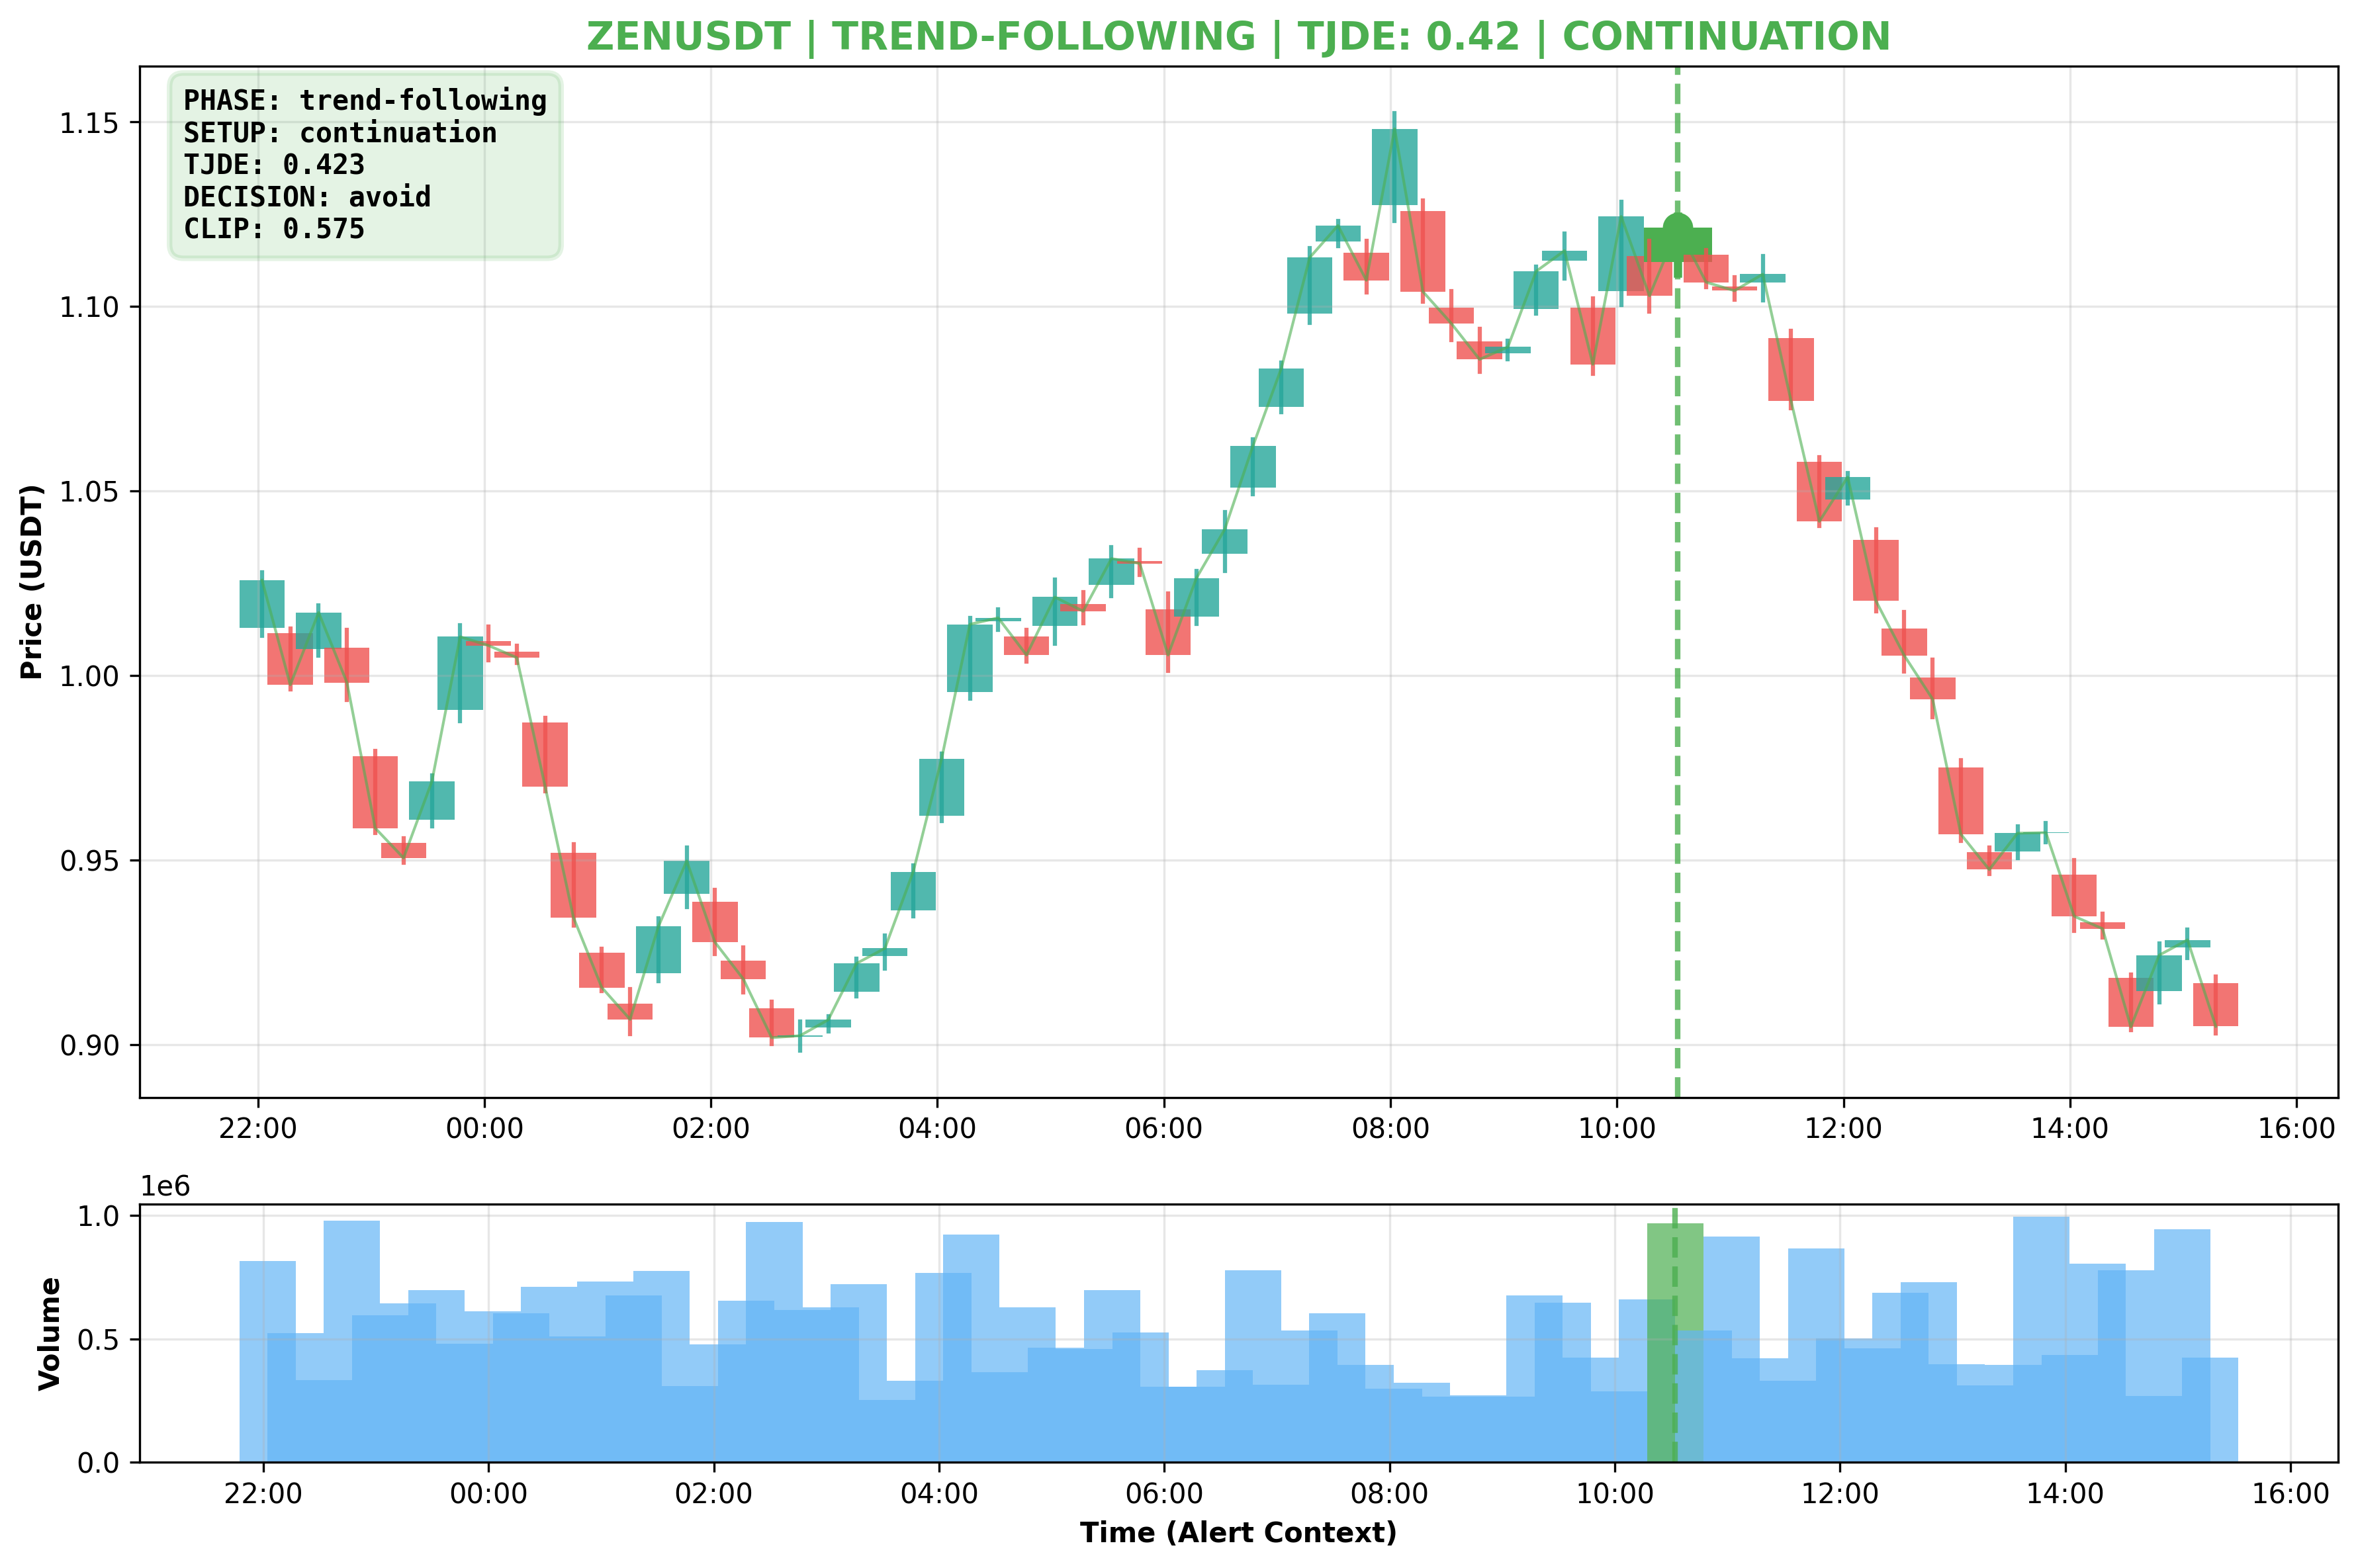 ZENUSDT | TREND-FOLLOWING | TJDE: 0.42 | CONTINUATION
PHASE: trend-following
SETUP: continuation
TJDE: 0.423
DECISION: avoid
CLIP: 0.575
Price (USDT)
1.15
1.10
1.05
1.00
0.95
0.90
22:00 00:00 02:00 04:00 06:00 08:00 10:00 12:00 14:00 16:00
1e6
Volume
1.0
0.5
0.0
22:00 00:00 02:00 04:00 06:00 08:00 10:00 12:00 14:00 16:00
Time (Alert Context)